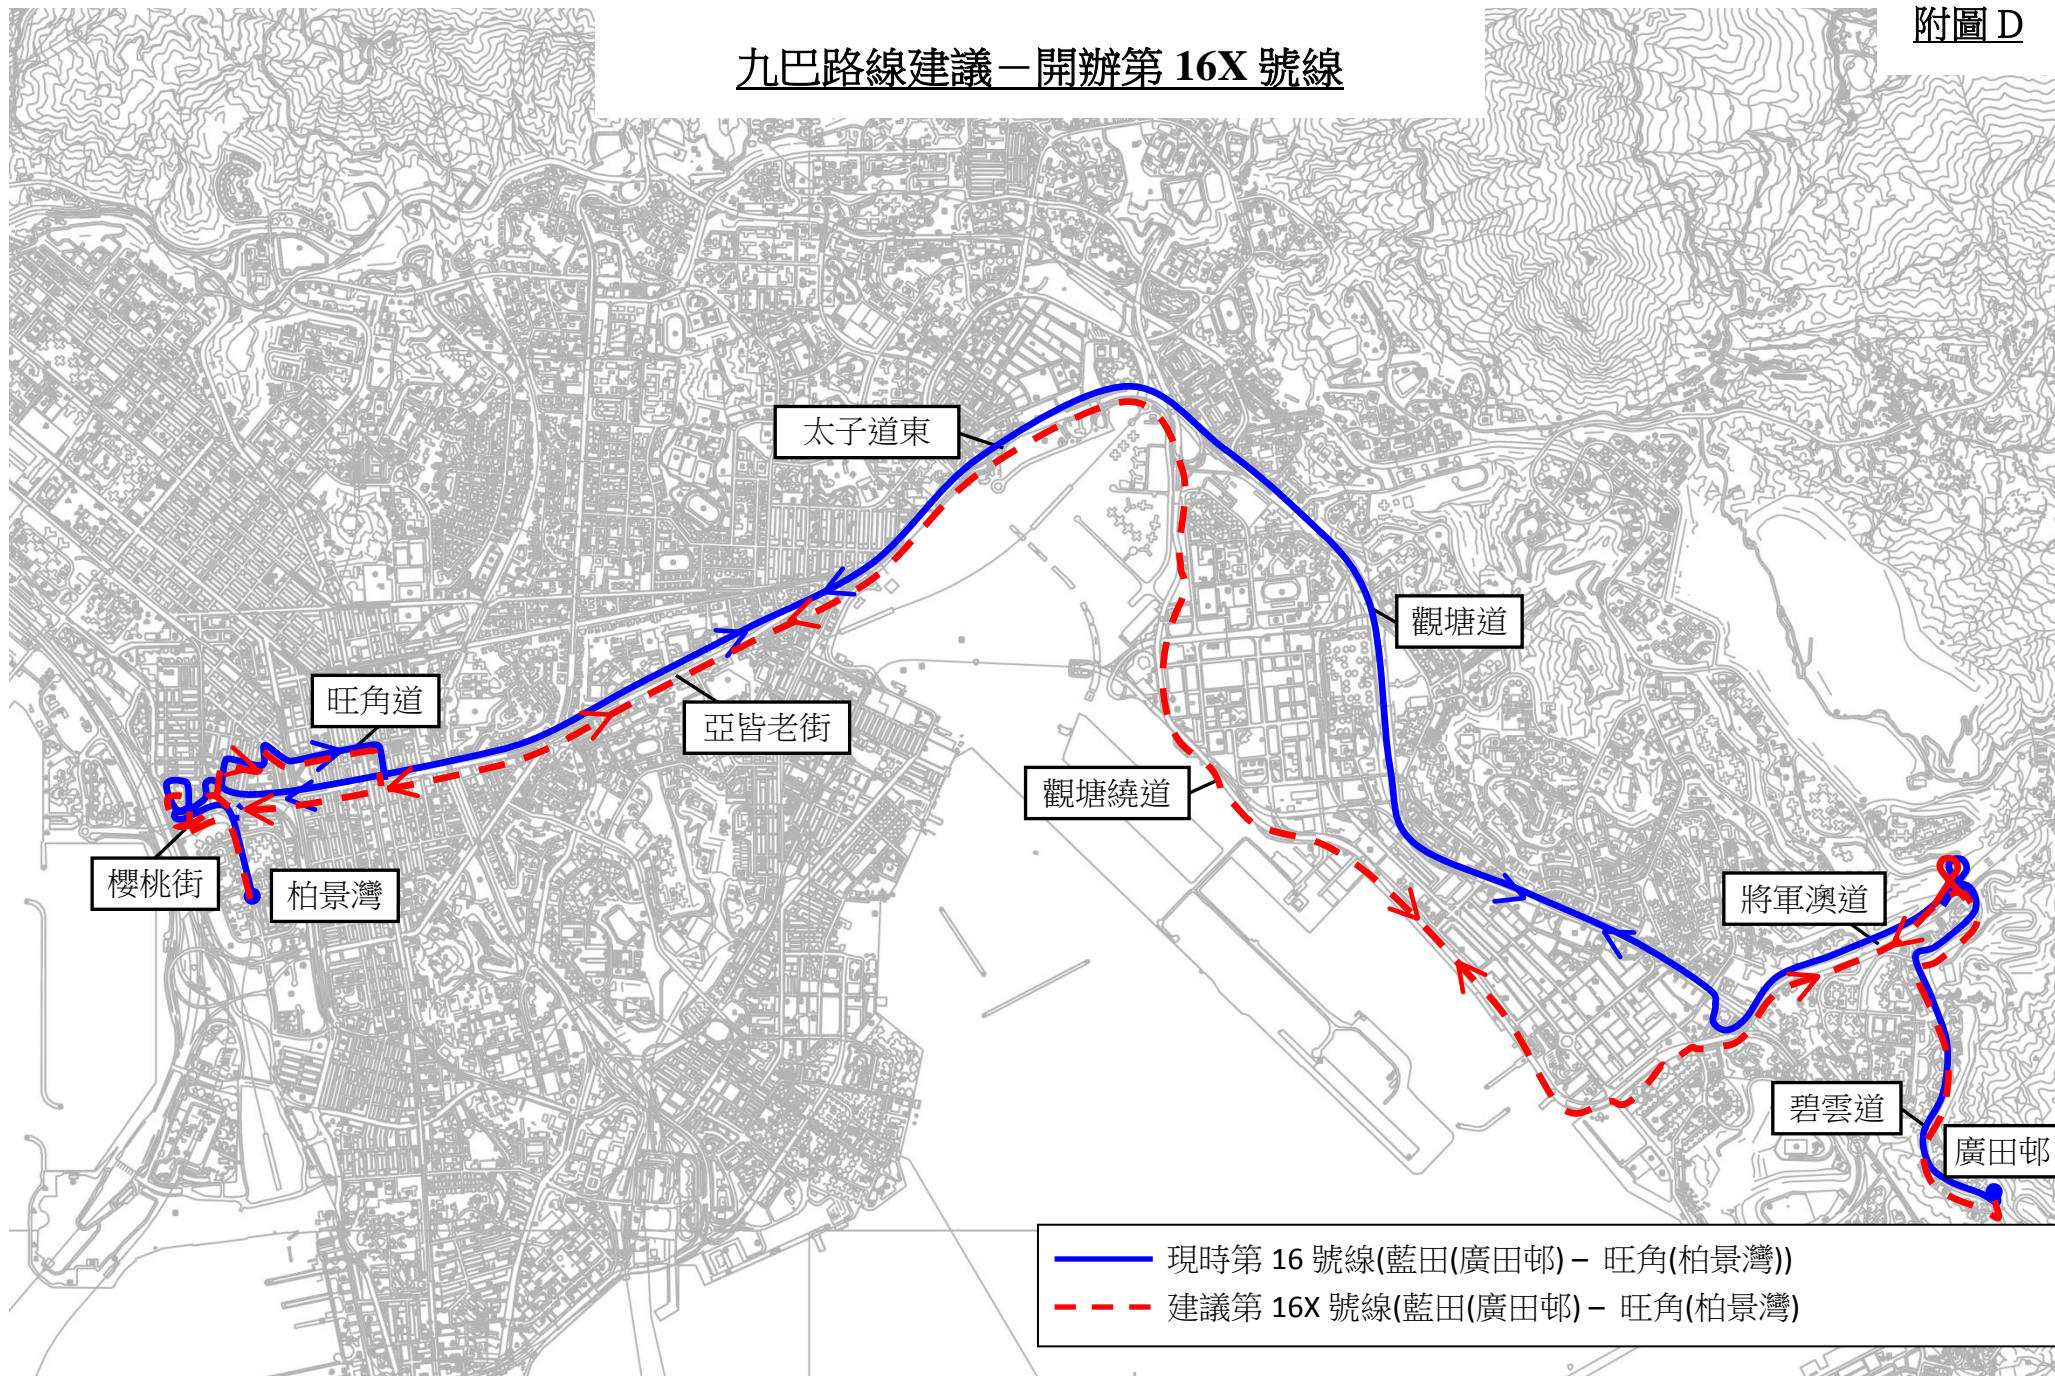 附圖 D
九巴路線建議－開辦第 16X 號線
太子道東
觀塘道
旺角道
亞皆老街
觀塘繞道
櫻桃街
柏景灣
將軍澳道
碧雲道
廣田邨
現時第 16 號線(藍田(廣田邨) – 旺角(柏景灣))
建議第 16X 號線(藍田(廣田邨) – 旺角(柏景灣)